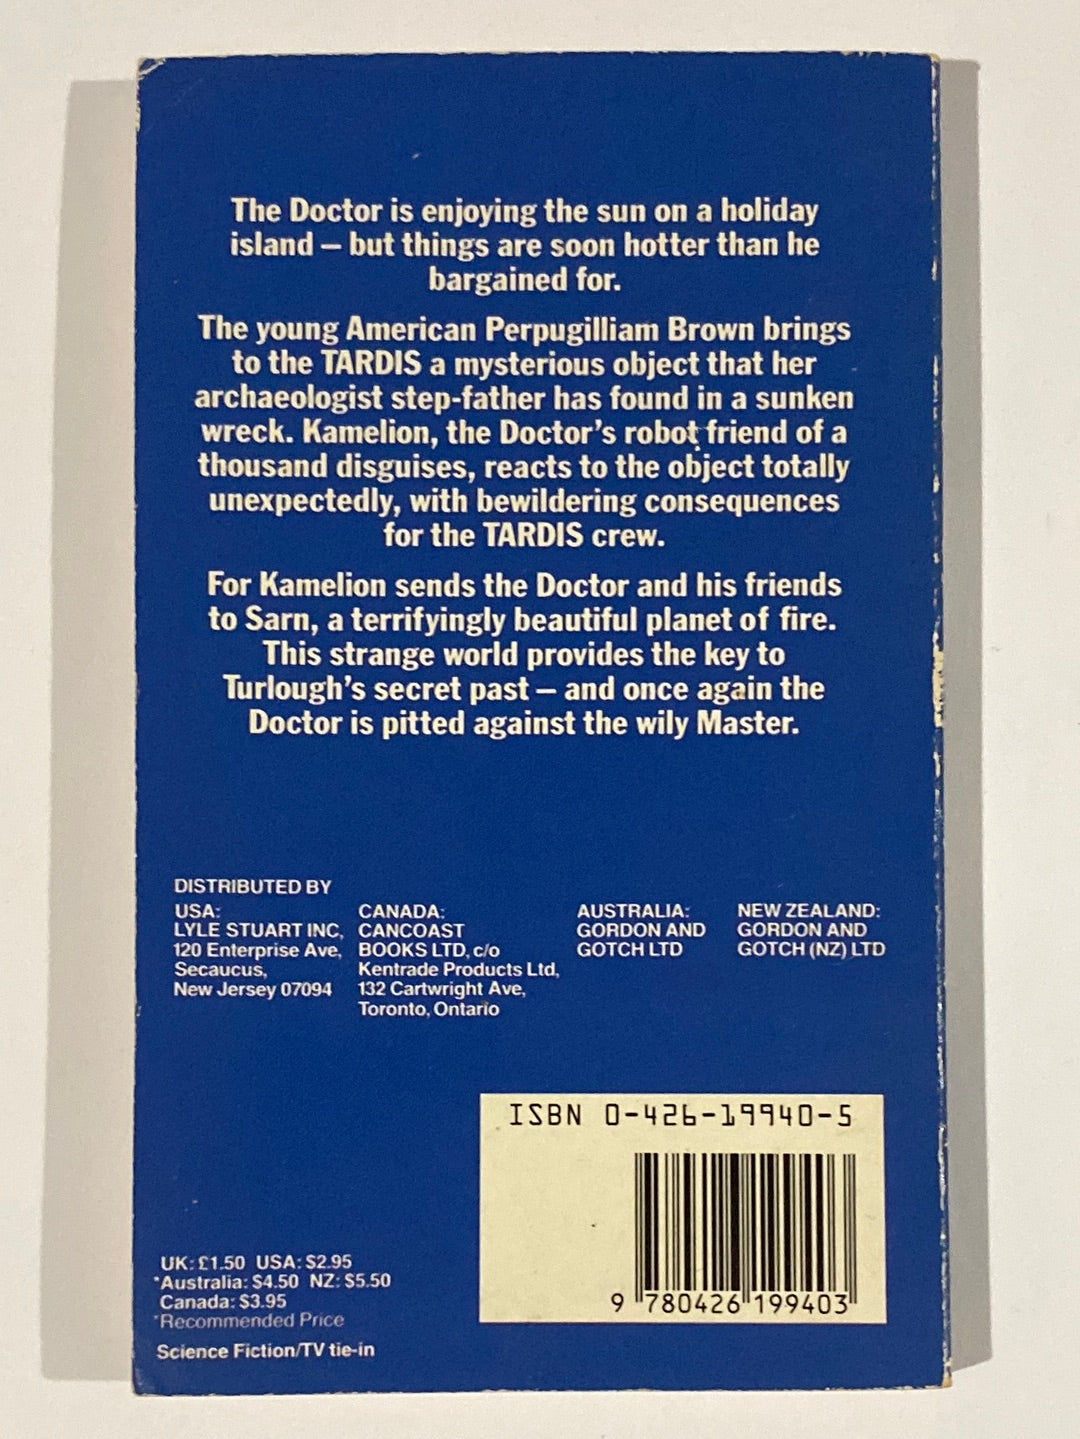 The Doctor is enjoying the sun on a holiday
island – but things are soon hotter than he
bargained for.
The young American Perpugilliam Brown brings
to the TARDIS a mysterious object that her
archaeologist step-father has found in a sunken
wreck. Kamelion, the Doctor's robot friend of a
thousand disguises, reacts to the object totally
unexpectedly, with bewildering consequences
for the TARDIS crew.
For Kamelion sends the Doctor and his friends
to Sarn, a terrifyingly beautiful planet of fire.
This strange world provides the key to
Turlough's secret past – and once again the
Doctor is pitted against the wily Master.
DISTRIBUTED BY
USA:
LYLE STUART INC,
120 Enterprise Ave,
Secaucus,
New Jersey 07094
CANADA:
CANCOAST
BOOKS LTD, c/o
Kentrade Products Ltd,
132 Cartwright Ave,
Toronto, Ontario
AUSTRALIA:
GORDON AND
GOTCH LTD
NEW ZEALAND:
GORDON AND
GOTCH (NZ) LTD
ISBN 0-426-19940-5
9 780426 199403
UK: £1.50 USA: $2.95
*Australia: $4.50 NZ: $5.50
Canada: $3.95
*Recommended Price
Science Fiction/TV tie-in